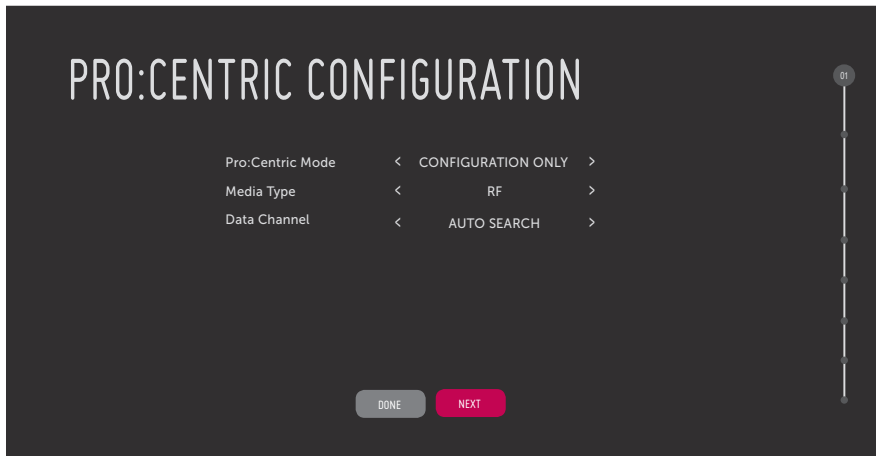 PRO:CENTRIC CONFIGURATION
01
Pro:Centric Mode < CONFIGURATION ONLY >
Media Type < RF >
Data Channel < AUTO SEARCH >
DONE NEXT